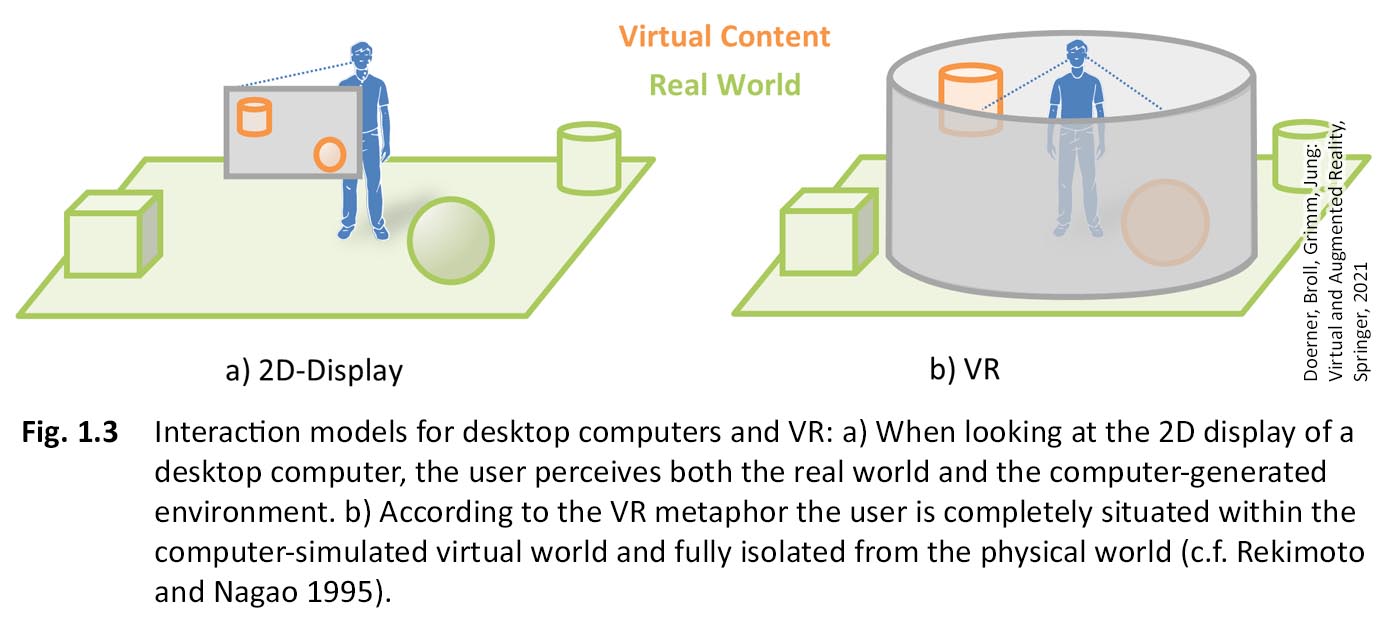 Virtual Content
Real World
Doerner, Broll, Grimm, Jung:
Virtual and Augmented Reality,
Springer, 2021
a) 2D-Display
b) VR
Fig. 1.3 Interaction models for desktop computers and VR: a) When looking at the 2D display of a
desktop computer, the user perceives both the real world and the computer-generated
environment. b) According to the VR metaphor the user is completely situated within the
computer-simulated virtual world and fully isolated from the physical world (c.f. Rekimoto
and Nagao 1995).